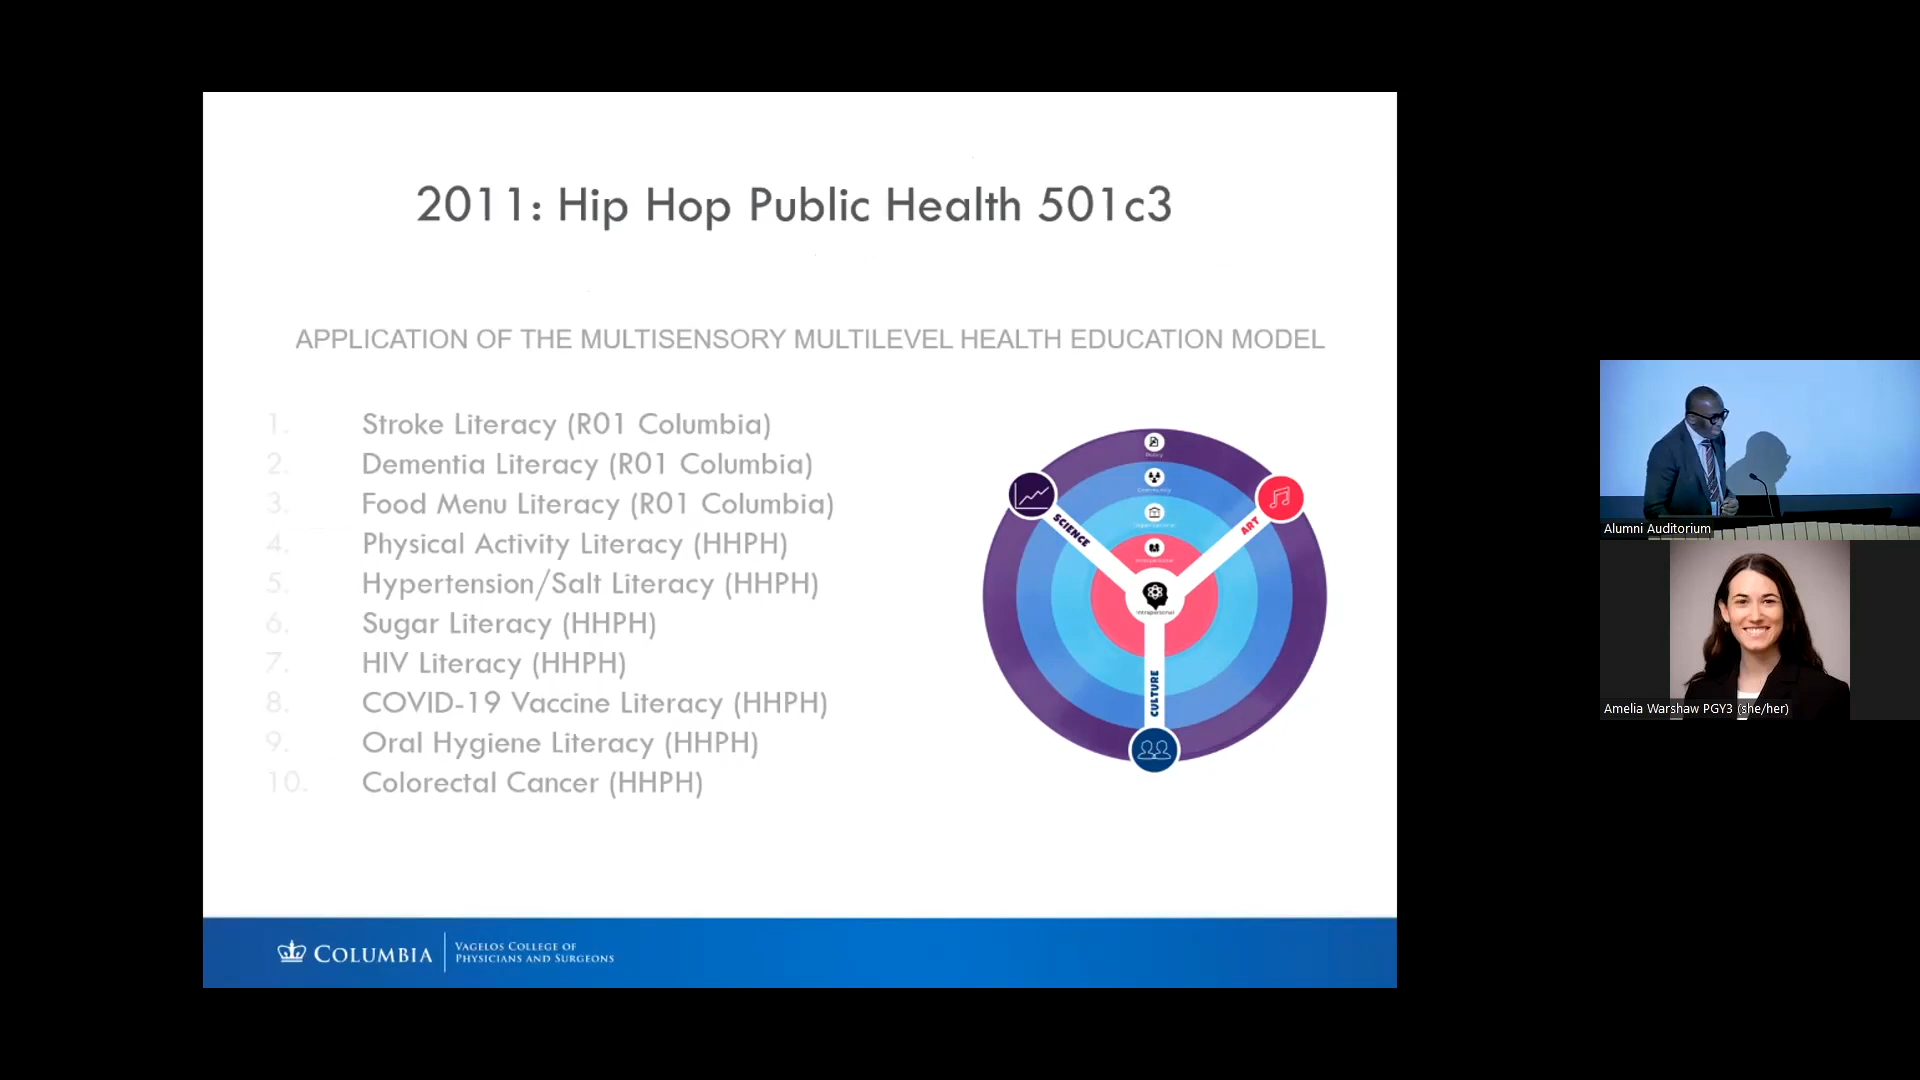 2011: Hip Hop Public Health 501c3
APPLICATION OF THE MULTISENSORY MULTILEVEL HEALTH EDUCATION MODEL
1. Stroke Literacy (R01 Columbia)
2. Dementia Literacy (R01 Columbia)
3. Food Menu Literacy (R01 Columbia)
4. Physical Activity Literacy (HHPH)
5. Hypertension/Salt Literacy (HHPH)
6. Sugar Literacy (HHPH)
7. HIV Literacy (HHPH)
8. COVID-19 Vaccine Literacy (HHPH)
9. Oral Hygiene Literacy (HHPH)
10. Colorectal Cancer (HHPH)
Policy
Community
SCIENCE
ART
Intrapersonal
CULTURE
COLUMBIA
VAGELOS COLLEGE OF
PHYSICIANS AND SURGEONS
Alumni Auditorium
Amelia Warshaw PGY3 (she/her)